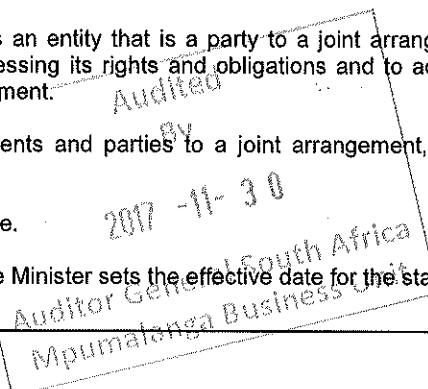 s an entity that is a party to a joint arrang
essing its rights and obligations and to ac
ment.
Audited
By
ents and parties to a joint arrangement,
2017 -11- 30
e.
e Minister sets the effective date for the sta
Auditor General South Africa
Mpumalanga Business Unit